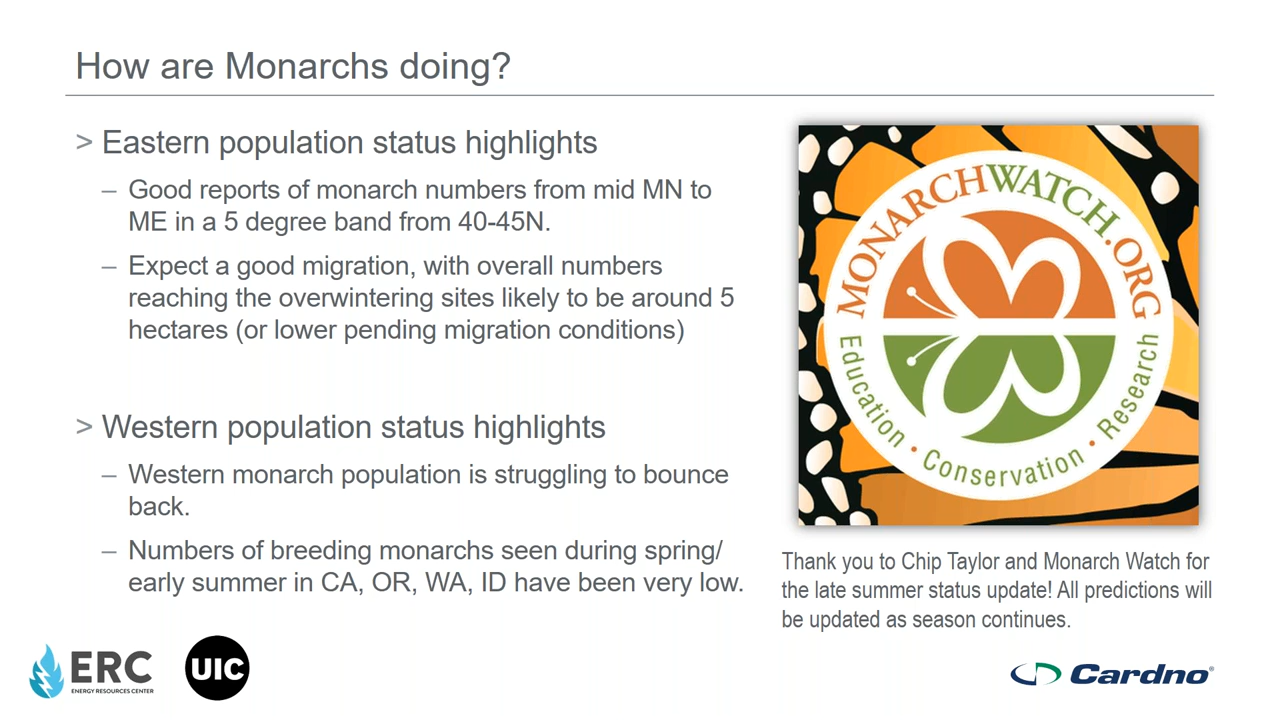 How are Monarchs doing?
> Eastern population status highlights
– Good reports of monarch numbers from mid MN to
ME in a 5 degree band from 40-45N.
– Expect a good migration, with overall numbers
reaching the overwintering sites likely to be around 5
hectares (or lower pending migration conditions)
> Western population status highlights
– Western monarch population is struggling to bounce
back.
– Numbers of breeding monarchs seen during spring/
early summer in CA, OR, WA, ID have been very low.
MONARCHWATCH.ORG
Education • Conservation • Research
Thank you to Chip Taylor and Monarch Watch for
the late summer status update! All predictions will
be updated as season continues.
ERC
ENERGY RESOURCES CENTER
UIC
Cardno®